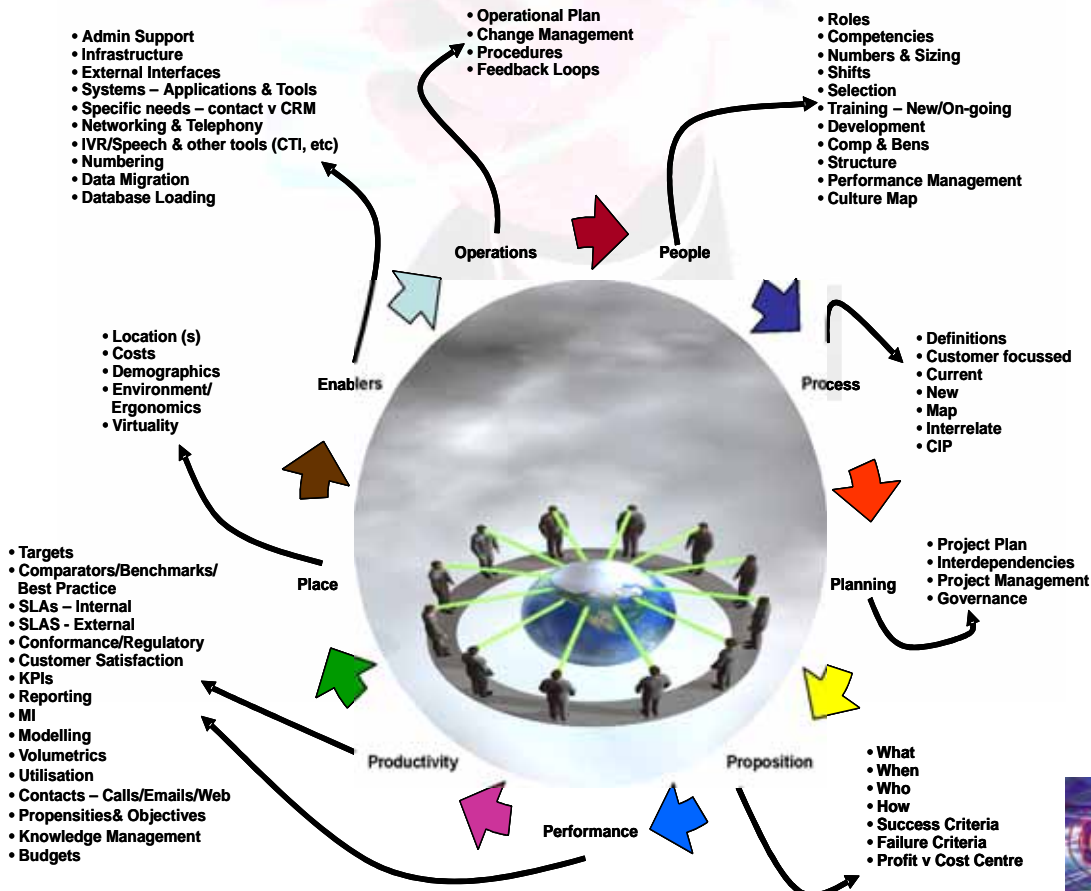 • Operational Plan
• Change Management
• Procedures
• Feedback Loops
• Roles
• Competencies
• Numbers & Sizing
• Shifts
• Selection
• Training – New/On-going
• Development
• Comp & Bens
• Structure
• Performance Management
• Culture Map
• Admin Support
• Infrastructure
• External Interfaces
• Systems – Applications & Tools
• Specific needs – contact v CRM
• Networking & Telephony
• IVR/Speech & other tools (CTI, etc)
• Numbering
• Data Migration
• Database Loading
Operations
People
• Location (s)
• Costs
• Demographics
• Environment/
Ergonomics
• Virtuality
Enablers
Process
• Definitions
• Customer focussed
• Current
• New
• Map
• Interrelate
• CIP
• Targets
• Comparators/Benchmarks/
Best Practice
• SLAs – Internal
• SLAS - External
• Conformance/Regulatory
• Customer Satisfaction
• KPIs
• Reporting
• MI
• Modelling
• Volumetrics
• Utilisation
• Contacts – Calls/Emails/Web
• Propensities& Objectives
• Knowledge Management
• Budgets
Place
Planning
• Project Plan
• Interdependencies
• Project Management
• Governance
Productivity
Proposition
Performance
• What
• When
• Who
• How
• Success Criteria
• Failure Criteria
• Profit v Cost Centre